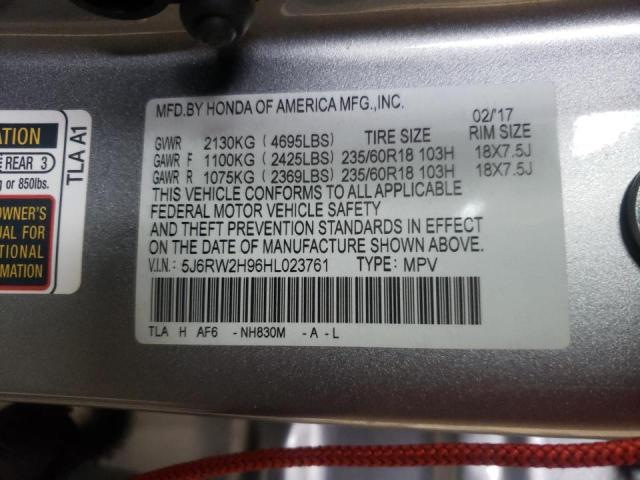 MFD.BY HONDA OF AMERICA MFG.,INC. 02/'17
GVWR 2130KG (4695LBS) TIRE SIZE RIM SIZE
GAWR F 1100KG (2425LBS) 235/60R18 103H 18X7.5J
GAWR R 1075KG (2369LBS) 235/60R18 103H 18X7.5J
THIS VEHICLE CONFORMS TO ALL APPLICABLE
FEDERAL MOTOR VEHICLE SAFETY
AND THEFT PREVENTION STANDARDS IN EFFECT
ON THE DATE OF MANUFACTURE SHOWN ABOVE.
V.I.N.: 5J6RW2H96HL023761 TYPE: MPV
TLA H AF6 -NH830M -A-L
ATION
REAR 3
g or 850lbs.
OWNER'S
UAL FOR
TIONAL
RMATION
TLA A1